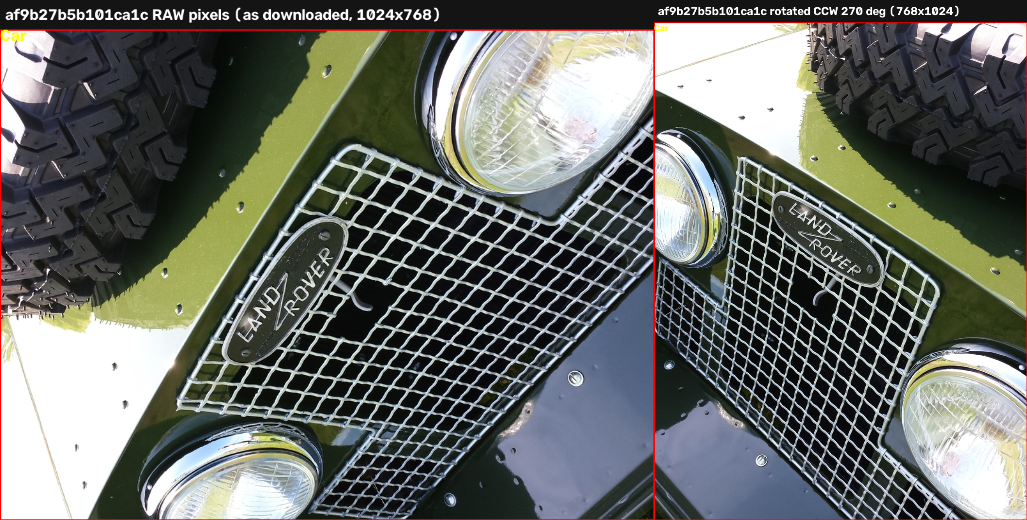 af9b27b5b101ca1c RAW pixels (as downloaded, 1024x768)
Car
LAND
ROVER
af9b27b5b101ca1c rotated CCW 270 deg (768x1024)
Car
LAND
ROVER